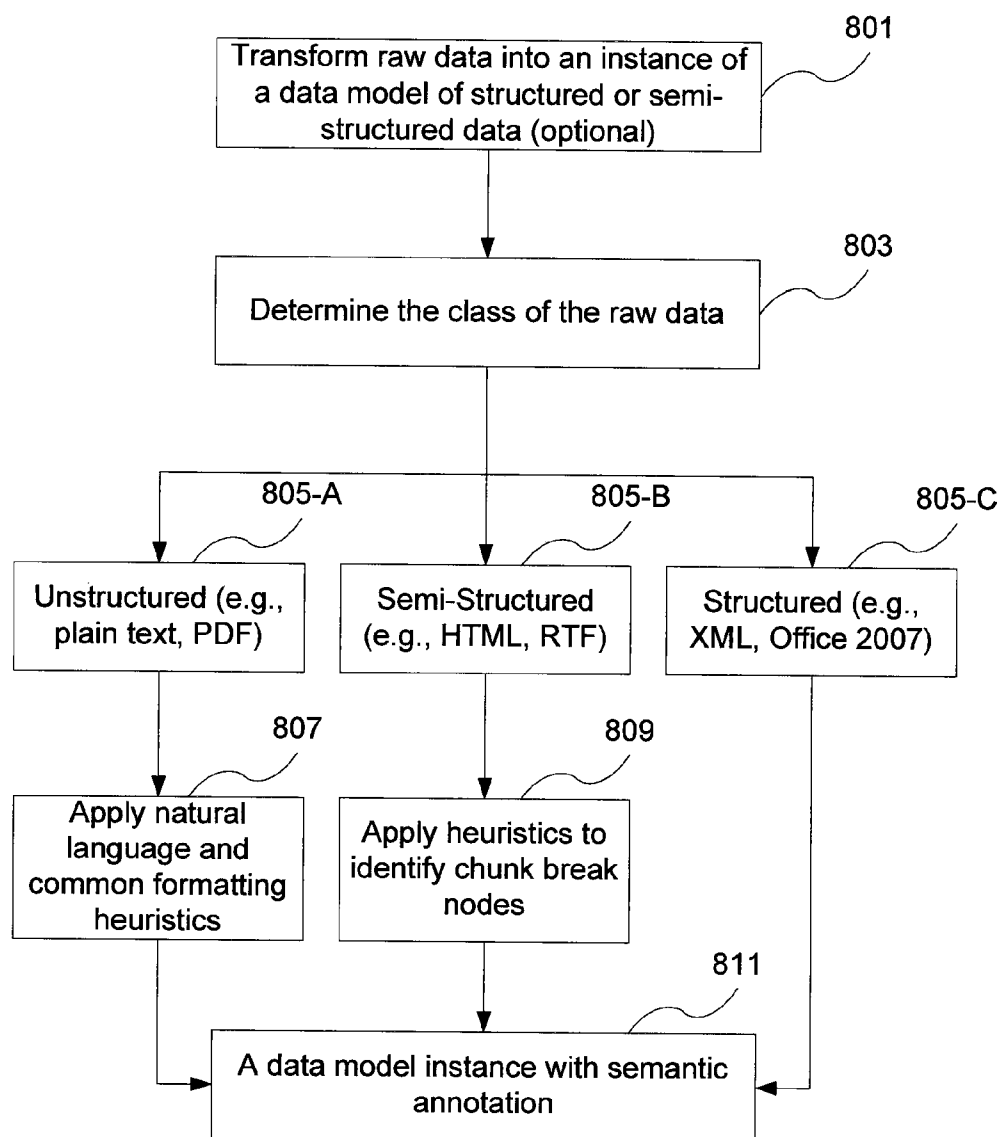 801
Transform raw data into an instance of
a data model of structured or semi-
structured data (optional)
803
Determine the class of the raw data
805-A
805-B
805-C
Unstructured (e.g.,
plain text, PDF)
Semi-Structured
(e.g., HTML, RTF)
Structured (e.g.,
XML, Office 2007)
807
809
Apply natural
language and
common formatting
heuristics
Apply heuristics to
identify chunk break
nodes
811
A data model instance with semantic
annotation